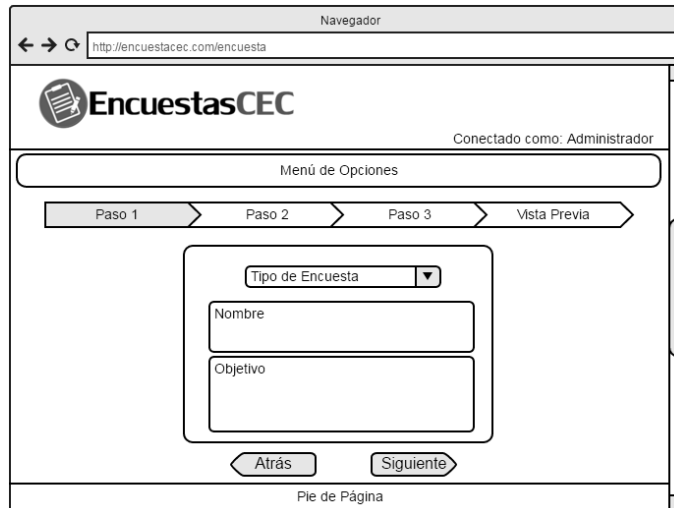 Navegador
http://encuestacec.com/encuesta
EncuestasCEC
Conectado como: Administrador
Menú de Opciones
Paso 1 Paso 2 Paso 3 Vista Previa
Tipo de Encuesta
Nombre
Objetivo
Atrás Siguiente
Pie de Página